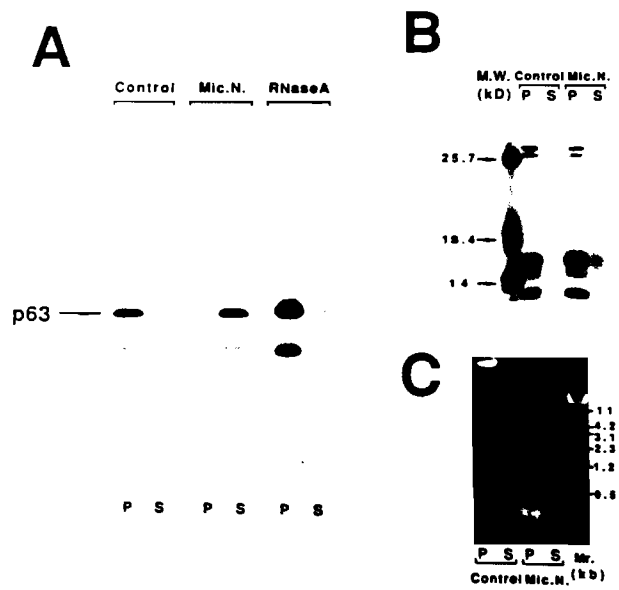 A
Control Mic.N. RNaseA
p63
P S P S P S
B
M.W. Control Mic.N.
(kD) P S P S
25.7
18.4
14
C
11
4.2
3.1
2.3
1.2
0.6
P S P S Mr.
Control Mic.N. (kb)